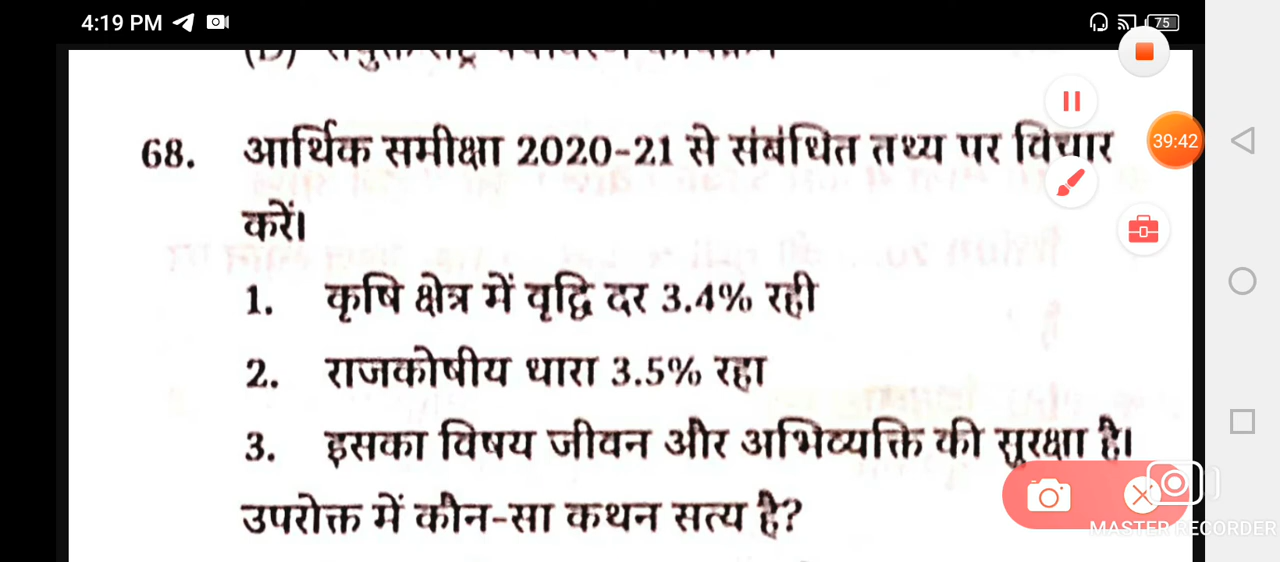 4:19 PM
75
68. आर्थिक समीक्षा 2020-21 से संबंधित तथ्य पर विचार
39:42
करें।
1. कृषि क्षेत्र में वृद्धि दर 3.4% रही
2. राजकोषीय धारा 3.5% रहा
3. इसका विषय जीवन और अभिव्यक्ति की सुरक्षा है।
उपरोक्त में कौन-सा कथन सत्य है?
MASTER RECORDER